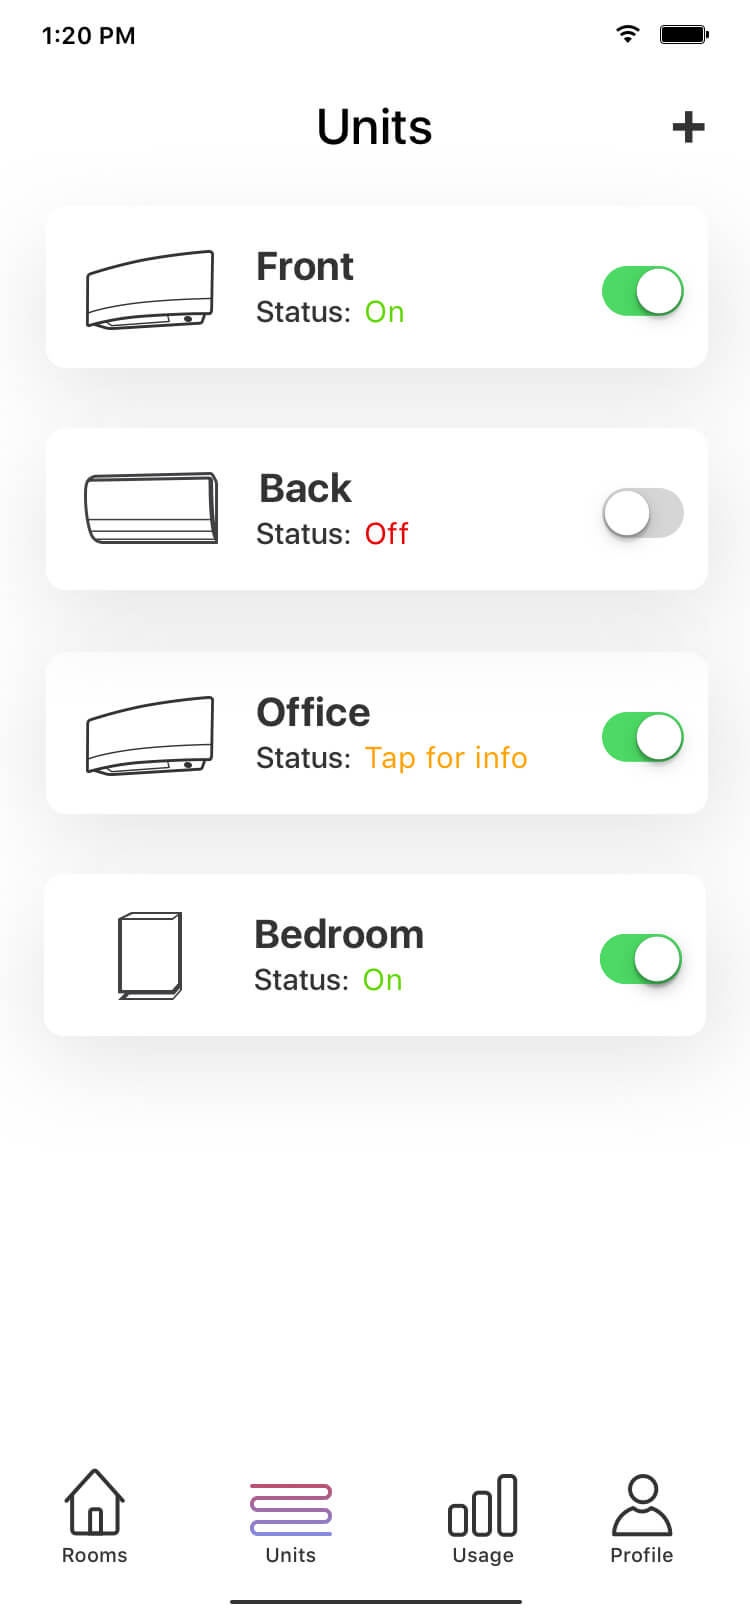 1:20 PM
Units
Front
Status: On
Back
Status: Off
Office
Status: Tap for info
Bedroom
Status: On
Rooms
Units
Usage
Profile